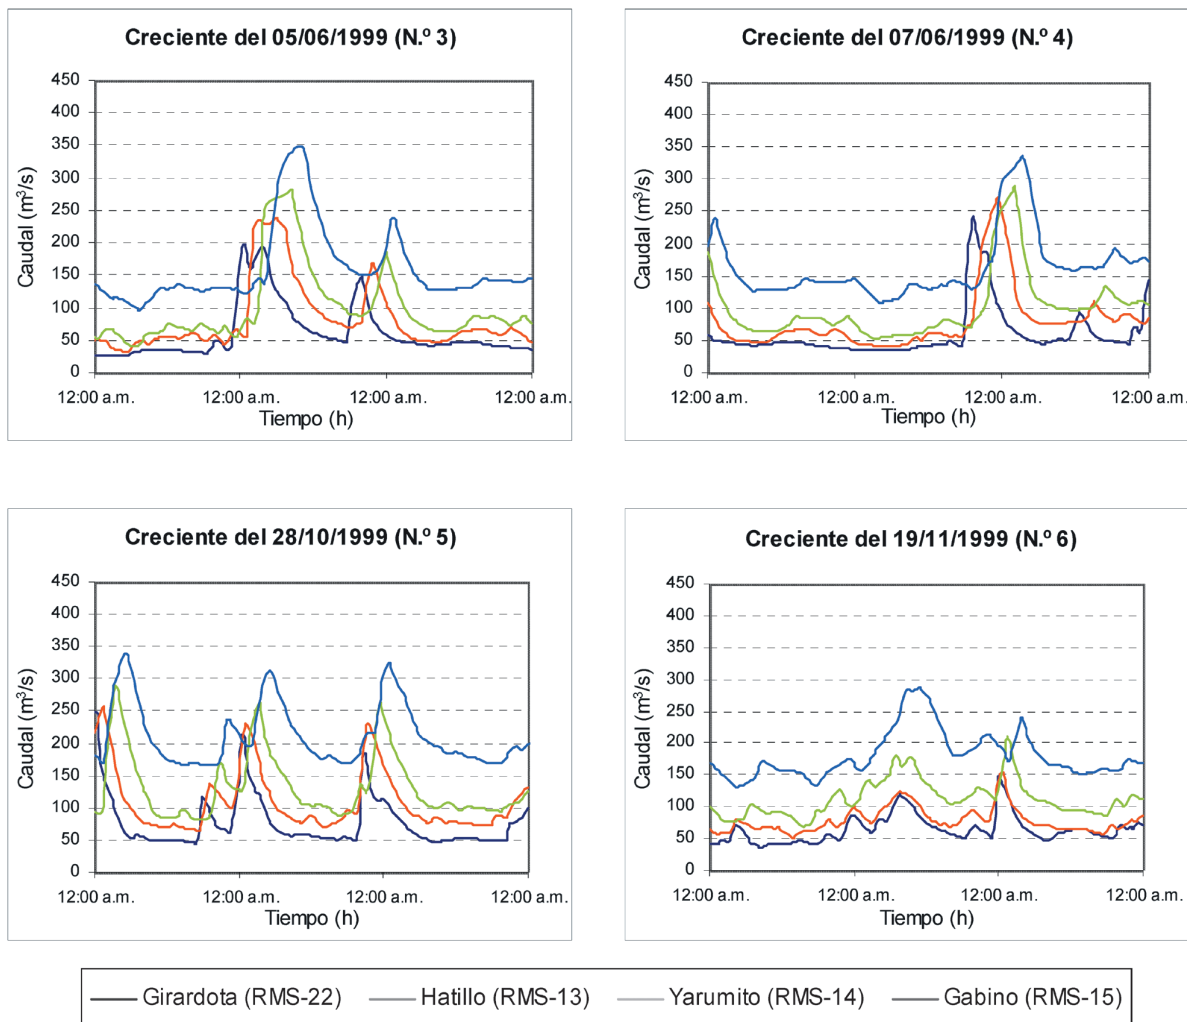 Creciente del 05/06/1999 (N.º 3)
Caudal (m³/s)
450
400
350
300
250
200
150
100
50
0
12:00 a.m. 12:00 a.m. 12:00 a.m. 12:00 a.m.
Tiempo (h)
Creciente del 07/06/1999 (N.º 4)
Caudal (m³/s)
450
400
350
300
250
200
150
100
50
0
12:00 a.m. 12:00 a.m. 12:00 a.m. 12:00 a.m.
Tiempo (h)
Creciente del 28/10/1999 (N.º 5)
Caudal (m³/s)
450
400
350
300
250
200
150
100
50
0
12:00 a.m. 12:00 a.m. 12:00 a.m. 12:00 a.m.
Tiempo (h)
Creciente del 19/11/1999 (N.º 6)
Caudal (m³/s)
450
400
350
300
250
200
150
100
50
0
12:00 a.m. 12:00 a.m. 12:00 a.m. 12:00 a.m.
Tiempo (h)
Girardota (RMS-22) Hatillo (RMS-13) Yarumito (RMS-14) Gabino (RMS-15)